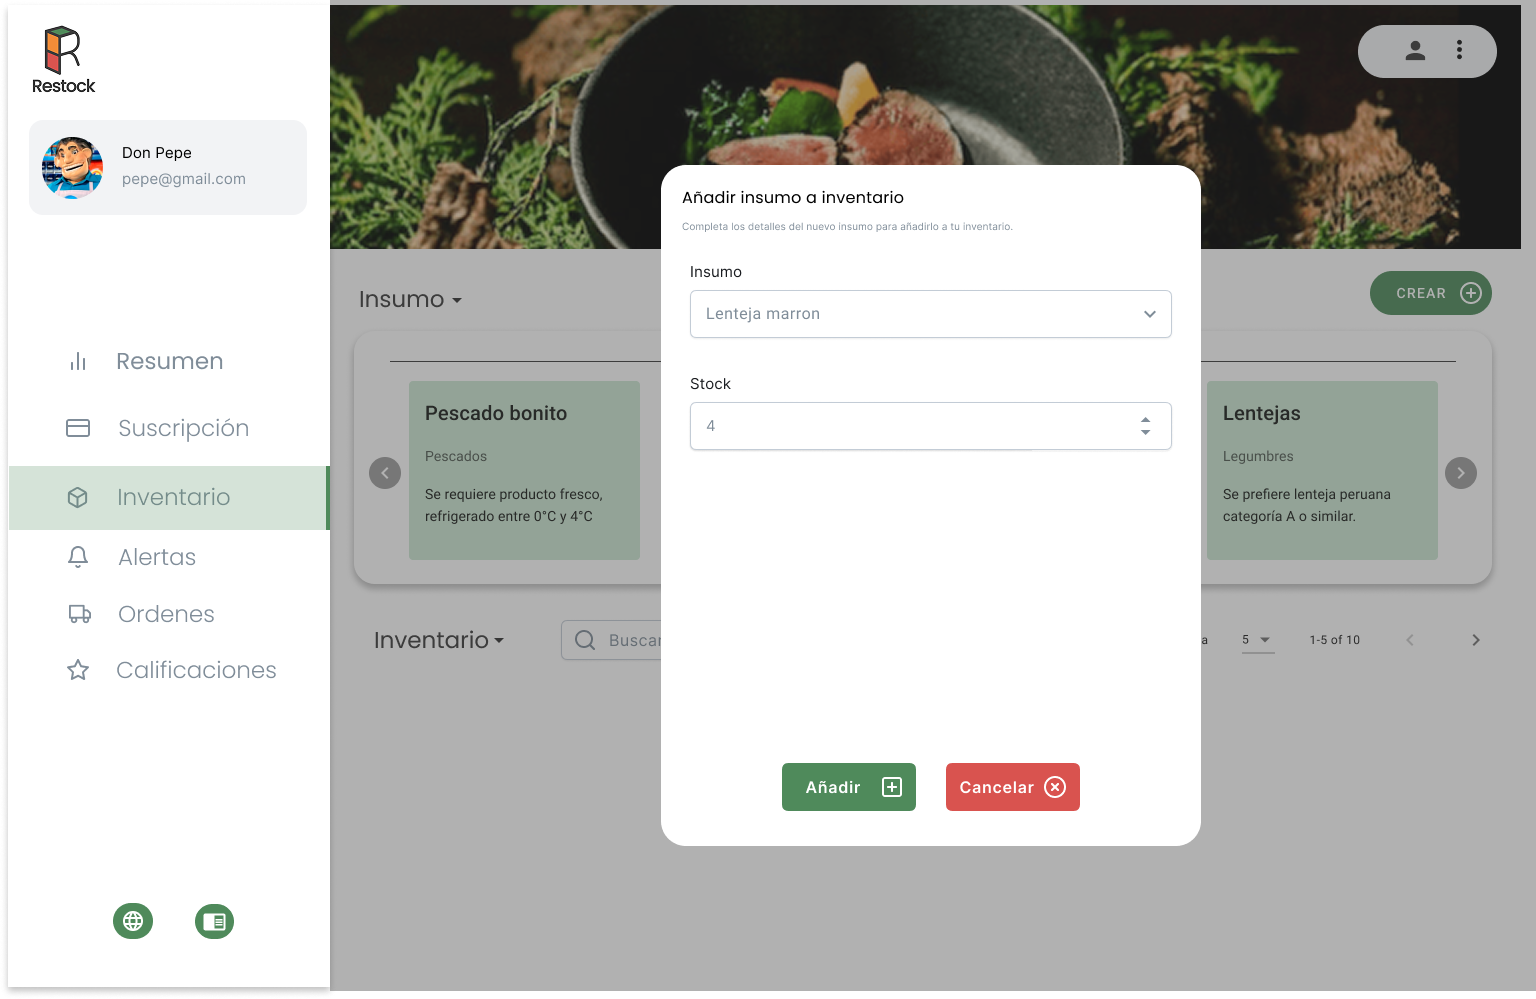 Restock
Don Pepe
pepe@gmail.com
Resumen
Suscripción
Inventario
Alertas
Ordenes
Calificaciones
Insumo
CREAR
Pescado bonito
Pescados
Se requiere producto fresco,
refrigerado entre 0°C y 4°C
Lentejas
Legumbres
Se prefiere lenteja peruana
categoría A o similar.
Inventario
Buscar
a
5
1-5 of 10
Añadir insumo a inventario
Completa los detalles del nuevo insumo para añadirlo a tu inventario.
Insumo
Lenteja marron
Stock
4
Añadir
Cancelar